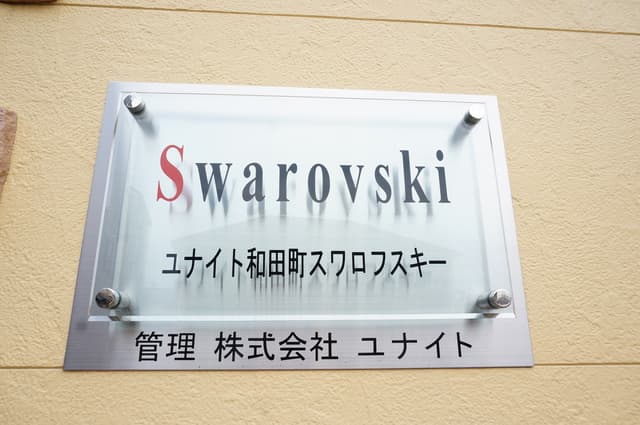 Swarovski
ユナイト和田町スワロフスキー
管理 株式会社 ユナイト